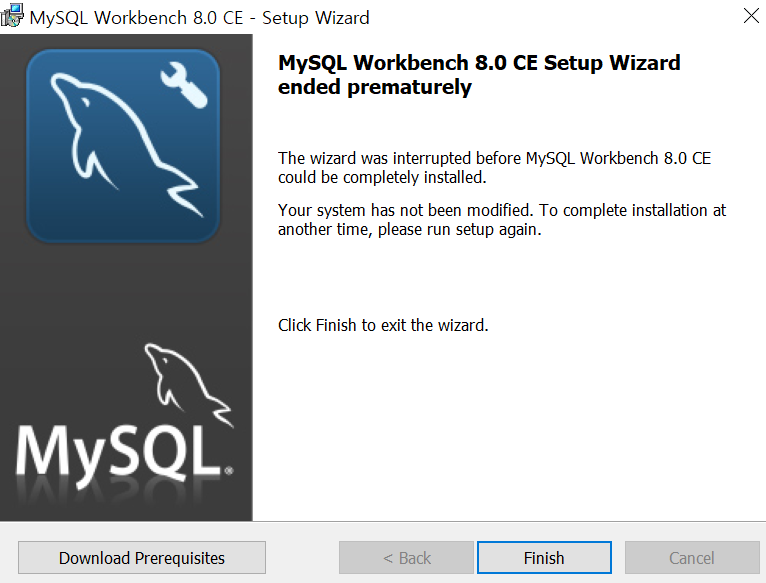 MySQL Workbench 8.0 CE - Setup Wizard
MySQL Workbench 8.0 CE Setup Wizard
ended prematurely
The wizard was interrupted before MySQL Workbench 8.0 CE
could be completely installed.
Your system has not been modified. To complete installation at
another time, please run setup again.
Click Finish to exit the wizard.
MySQL®
Download Prerequisites
< Back
Finish
Cancel